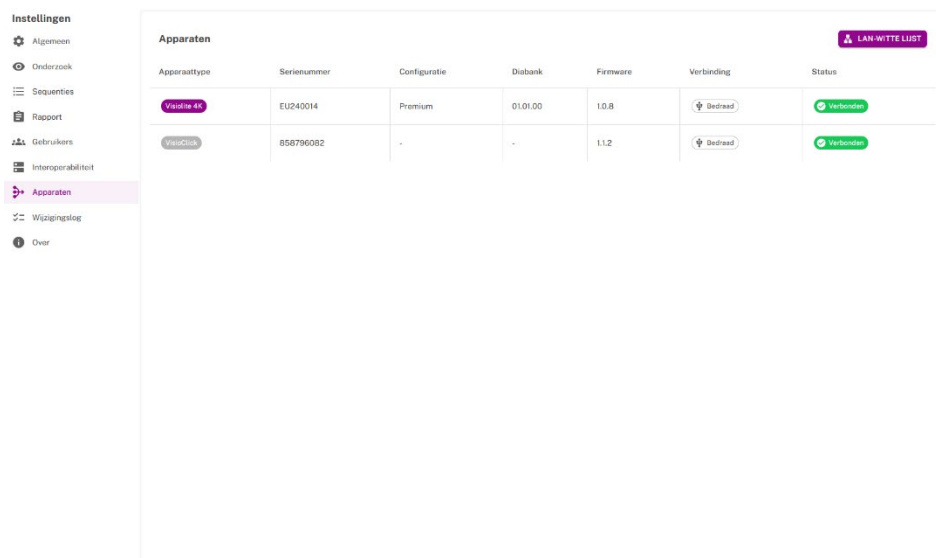 Instellingen
Algemeen
Onderzoek
Sequenties
Rapport
Gebruikers
Interoperabiliteit
Apparaten
Wijzigingslog
Over
Apparaten
LAN-WITTE LIJST
Apparaattype Serienummer Configuratie Diabank Firmware Verbinding Status
Visiolite 4K EU240014 Premium 01.01.00 1.0.8 Bedraad Verbonden
VisioClick 858796082 - - 1.1.2 Bedraad Verbonden